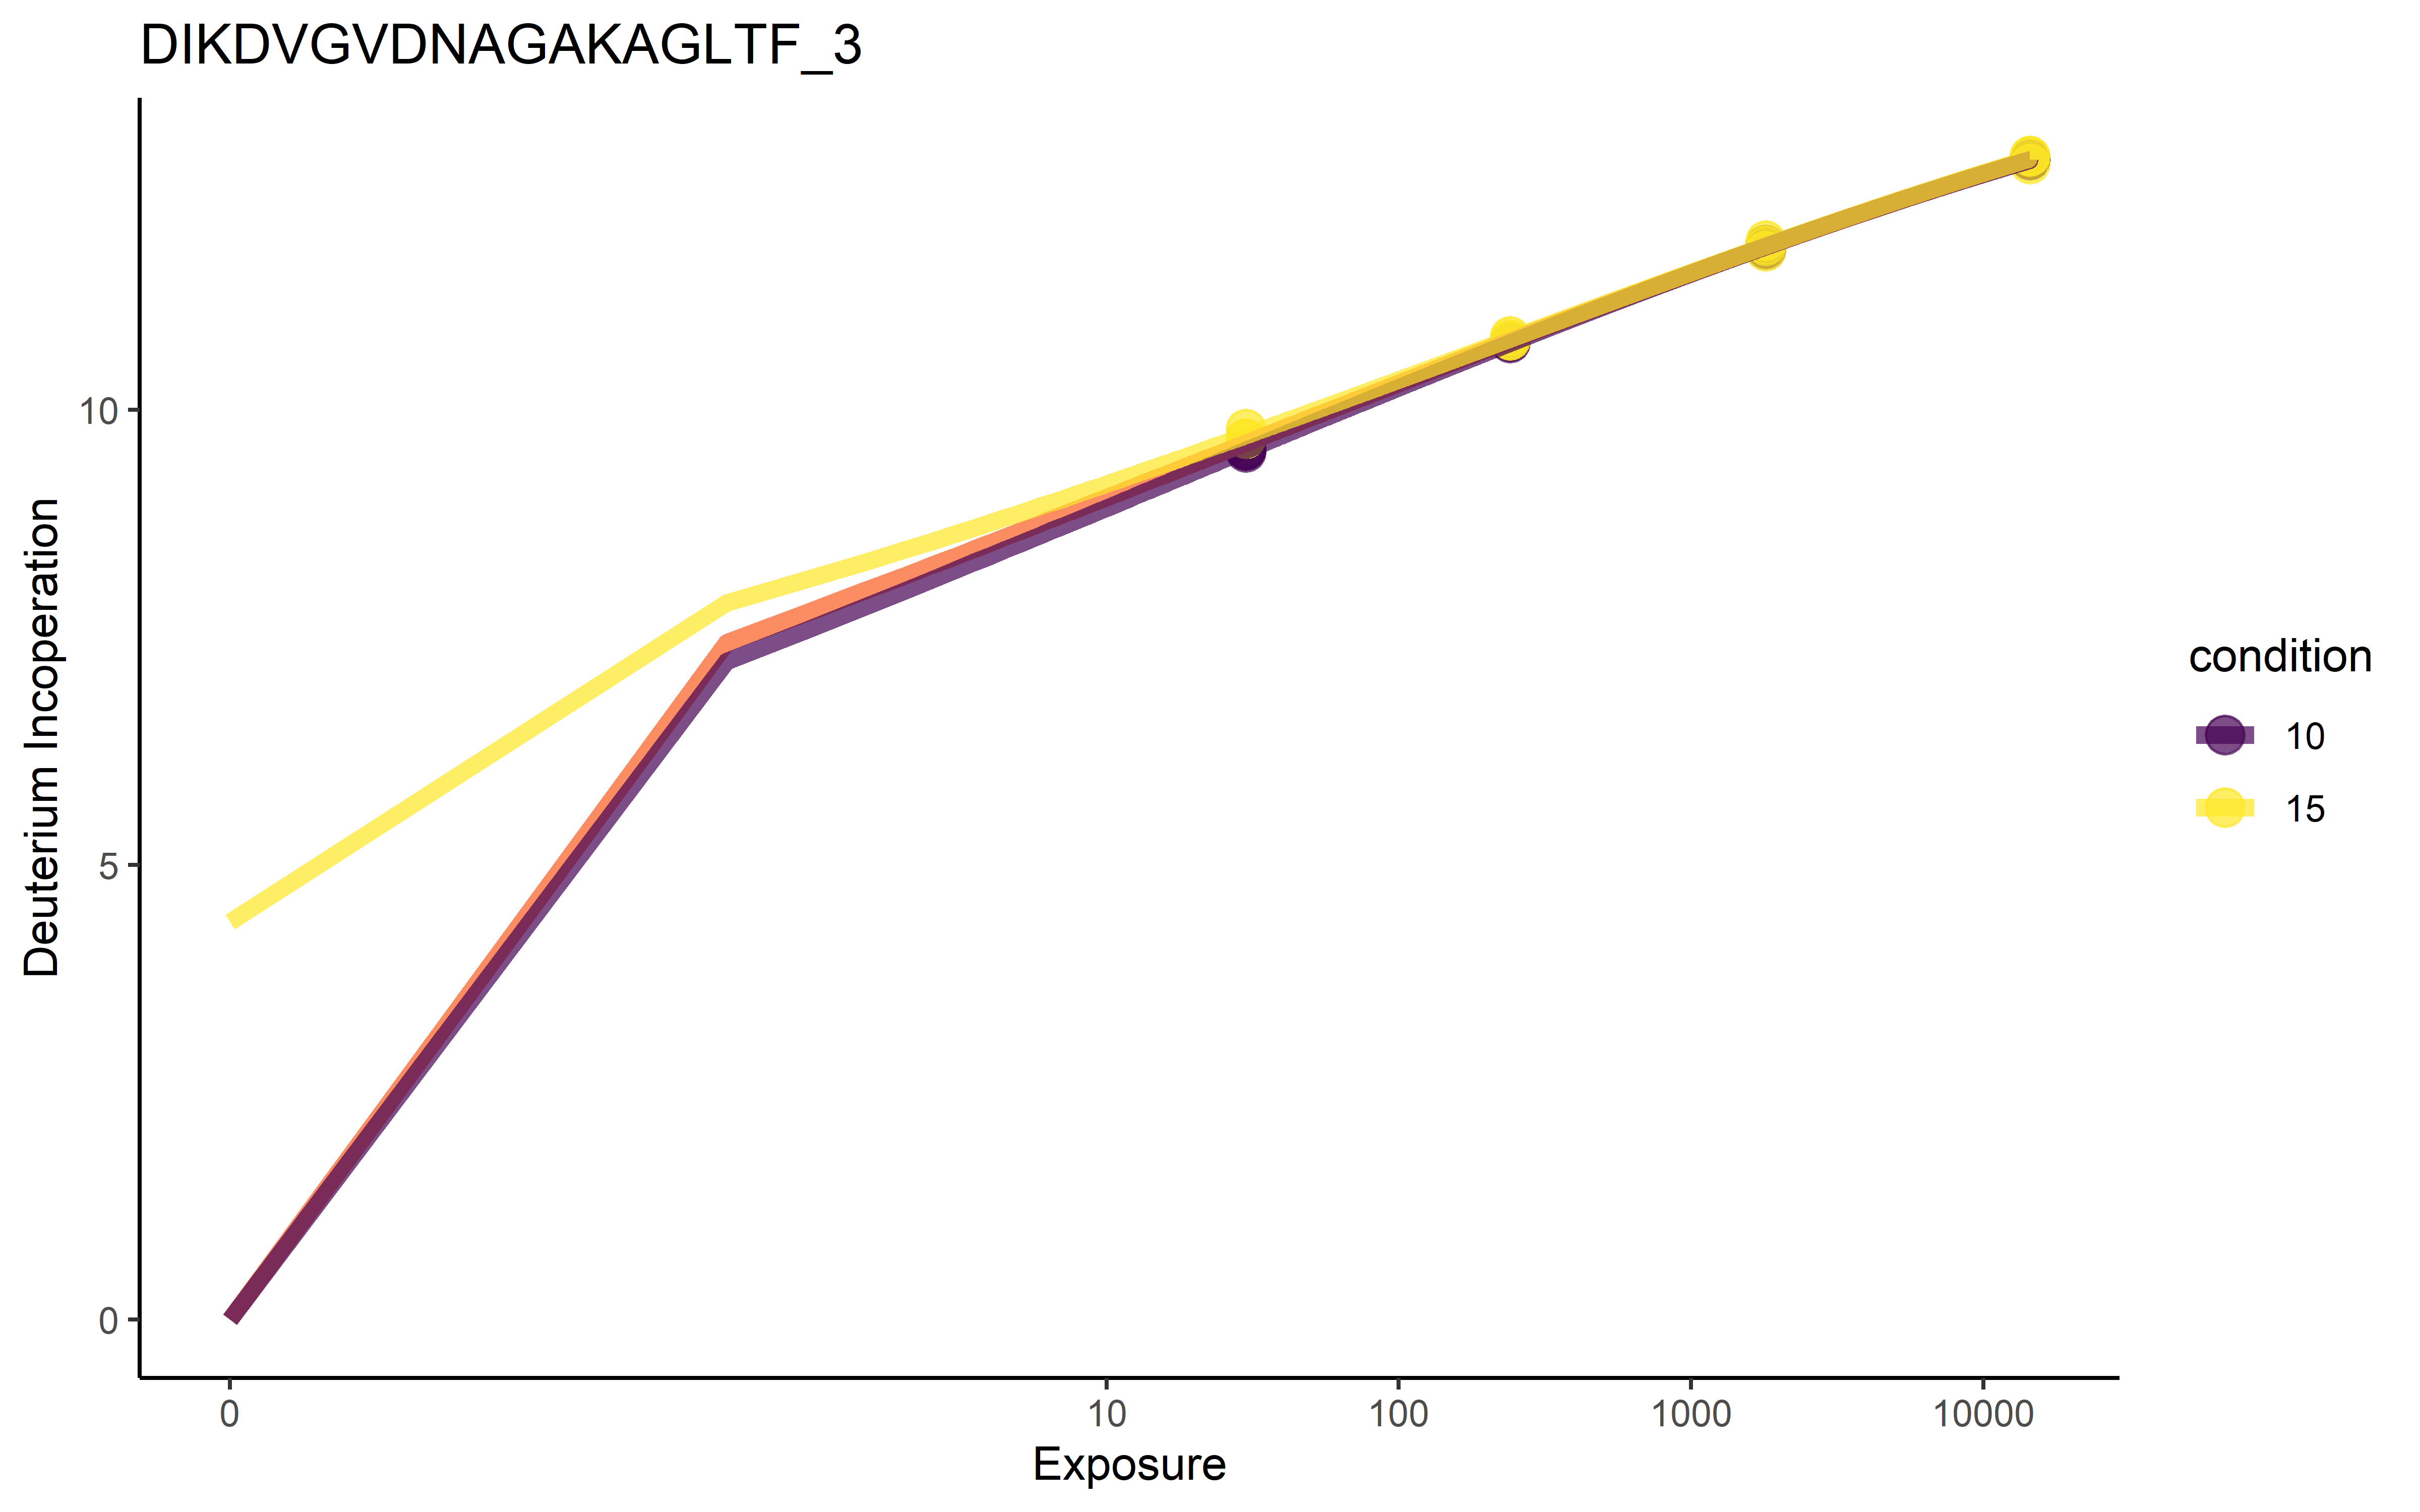 DIKDVGVDNAGAKAGLTF_3
Deuterium Incoperation
10
5
0
0
10
100
1000
10000
Exposure
condition
10
15